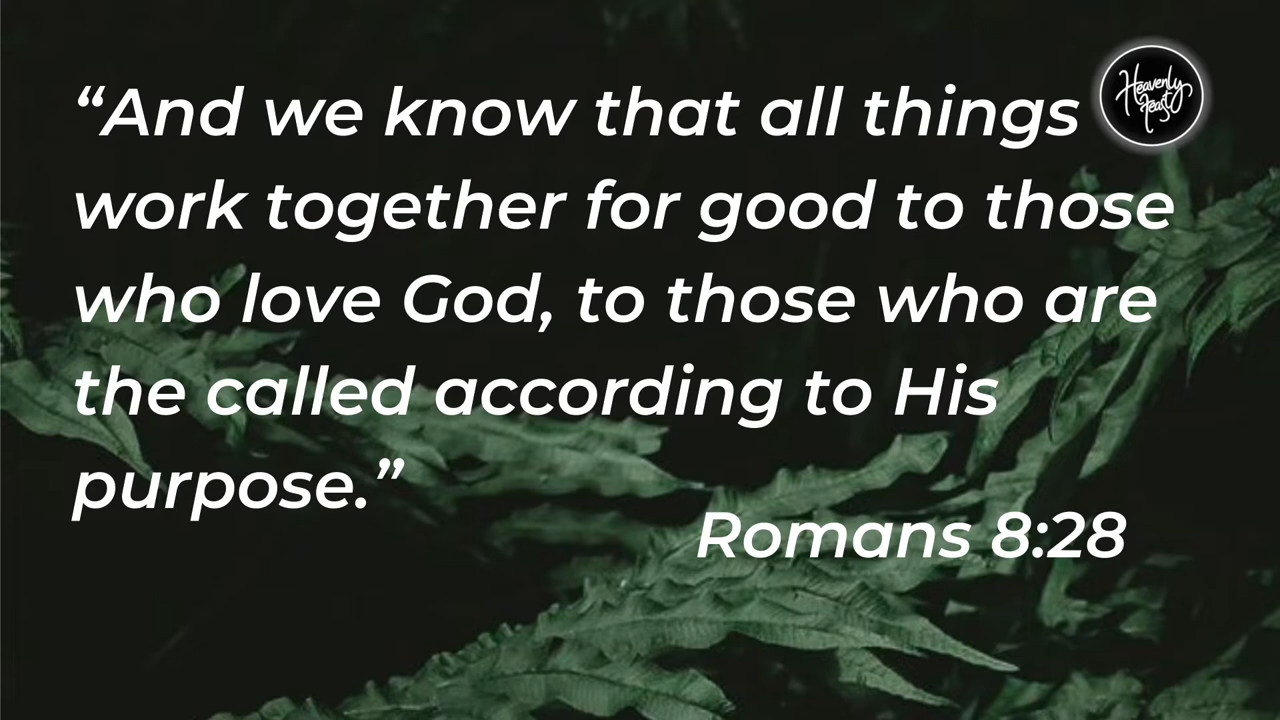 “And we know that all things
work together for good to those
who love God, to those who are
the called according to His
purpose.”
Romans 8:28
Heavenly
Feast